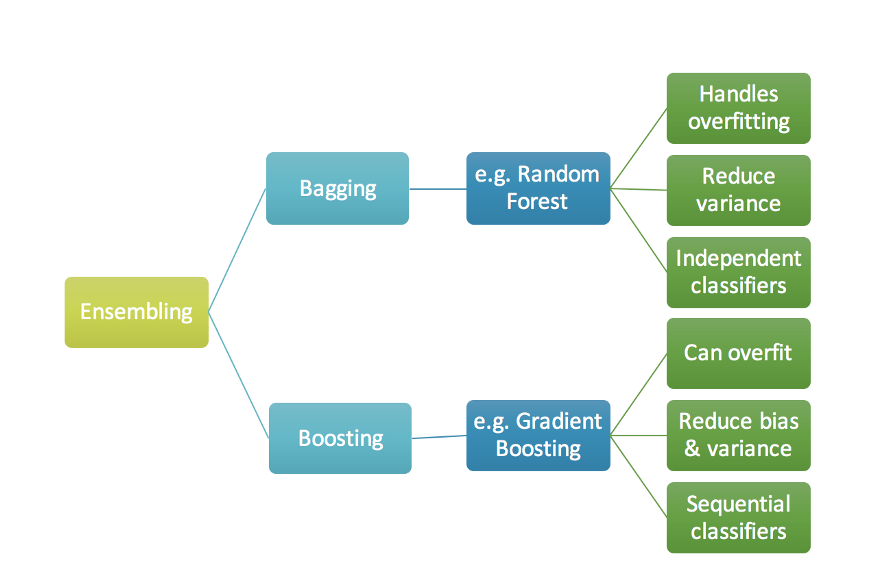 Ensembling
Bagging
e.g. Random
Forest
Handles
overfitting
Reduce
variance
Independent
classifiers
Boosting
e.g. Gradient
Boosting
Can overfit
Reduce bias
& variance
Sequential
classifiers